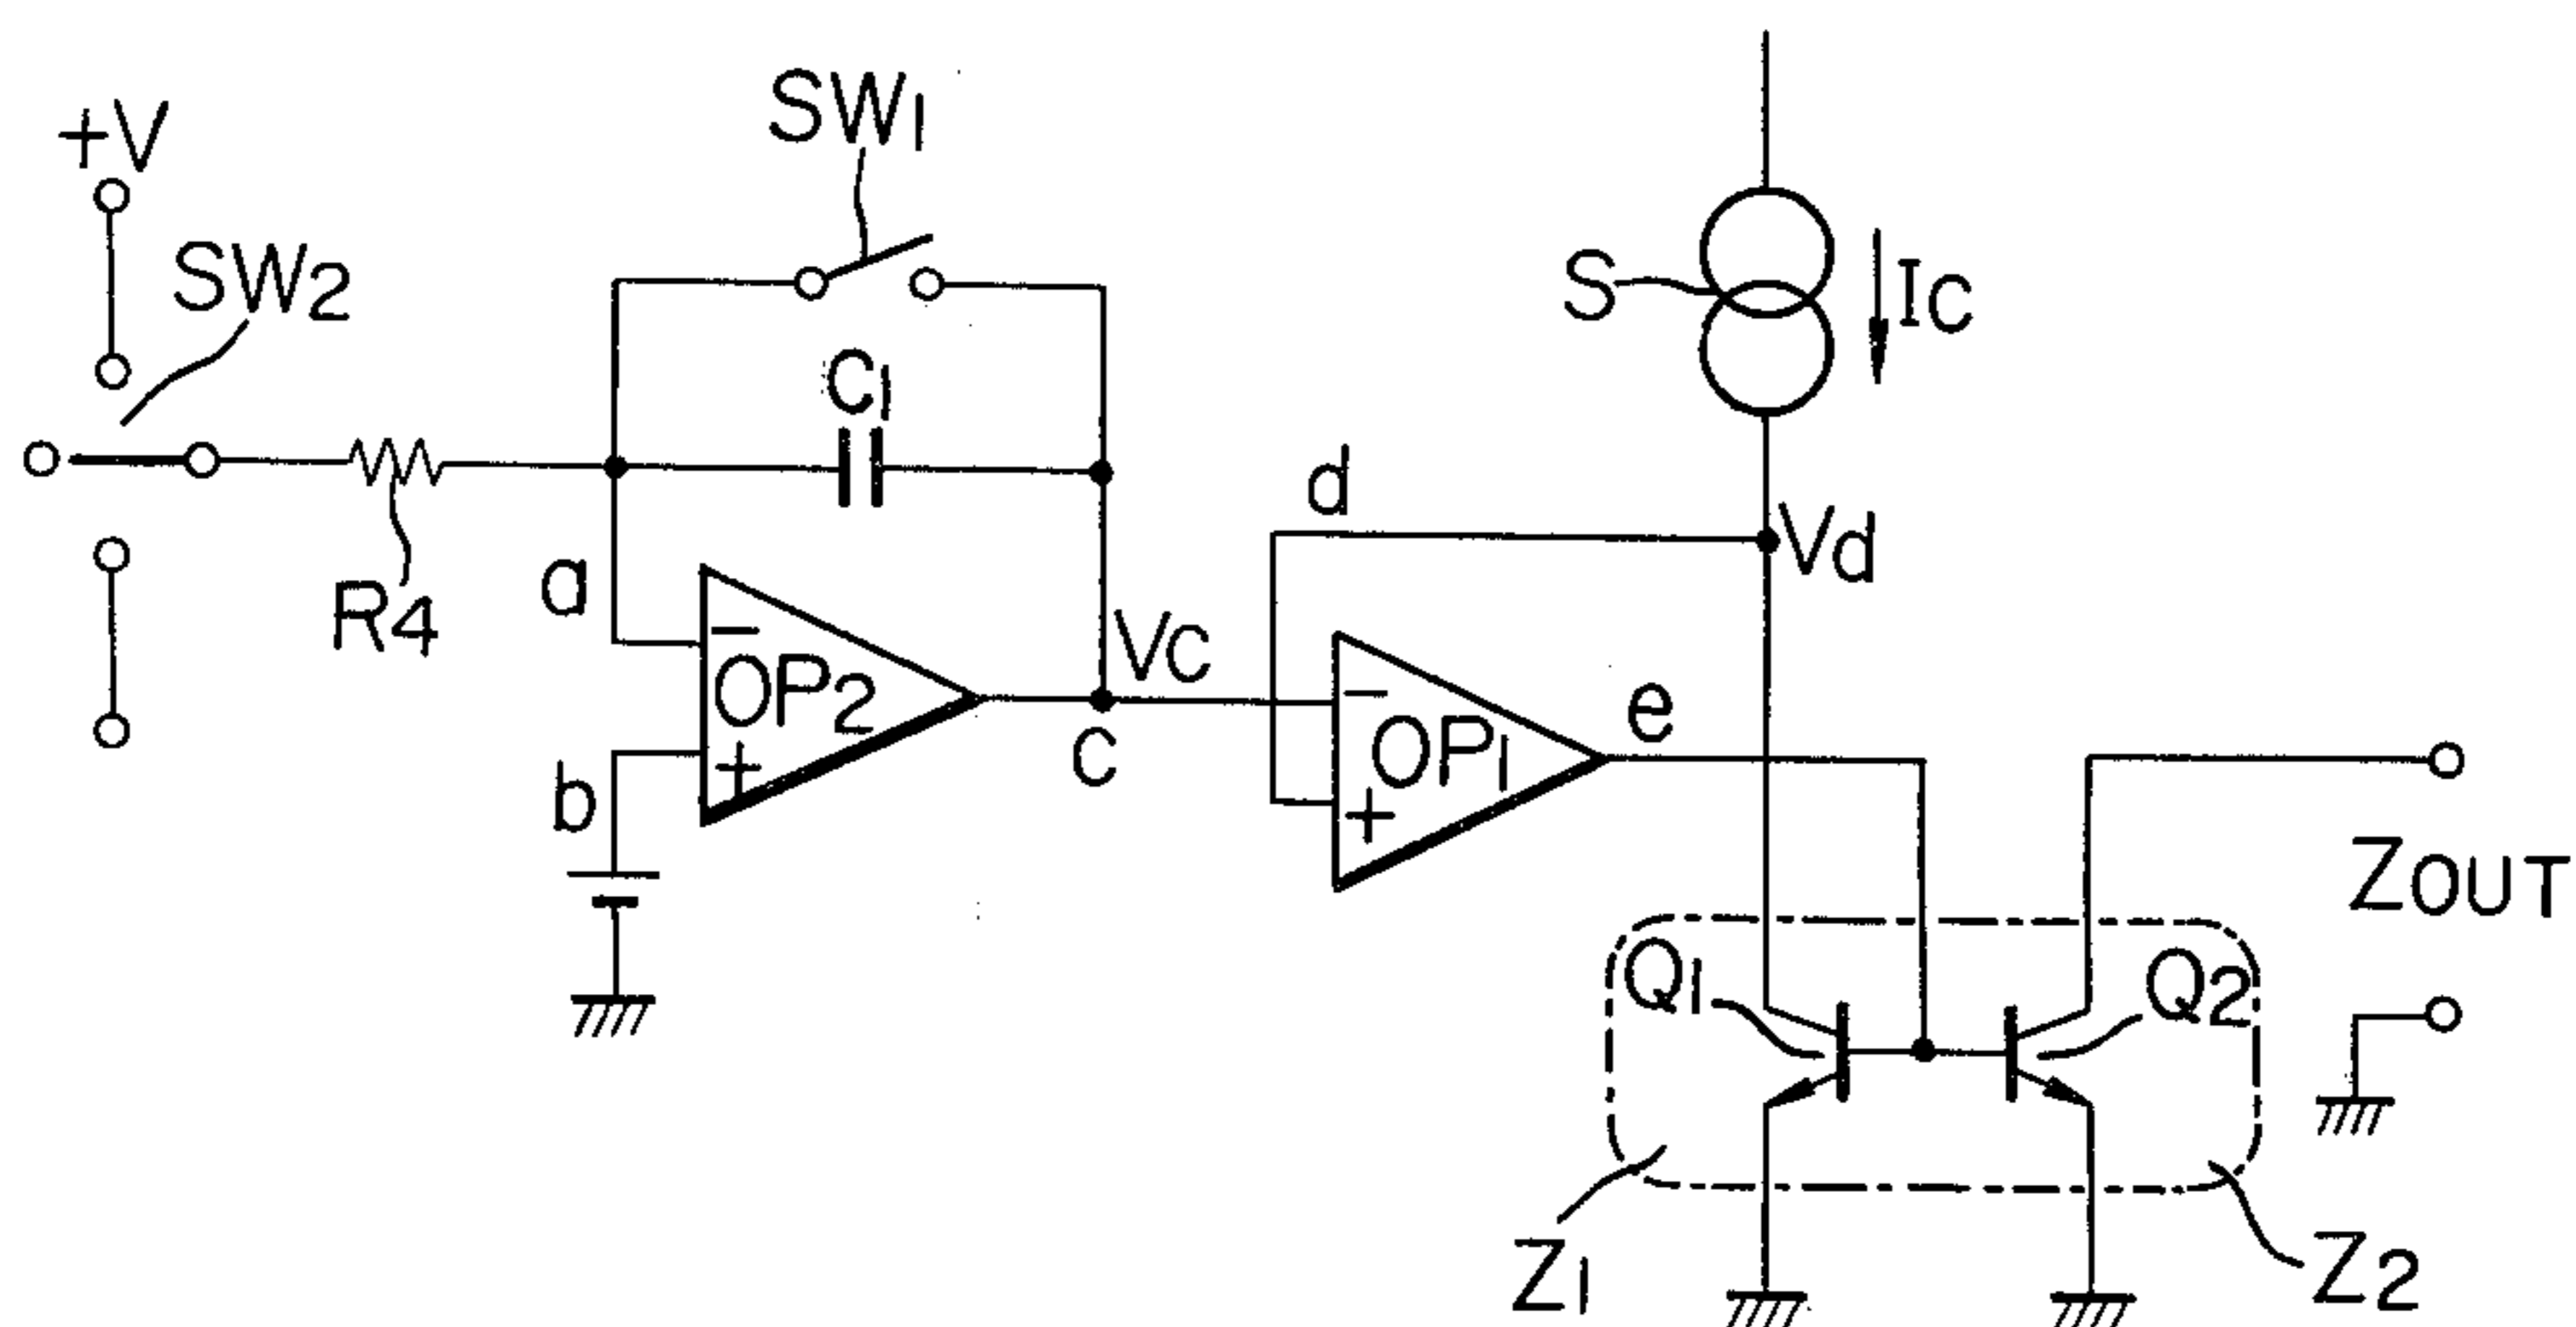 +V
SW1
SW2
S
IC
C1
d
Vd
a
R4
VC
-
OP2
+
-
OP1
+
e
c
b
ZOUT
Q1
Q2
Z1
Z2